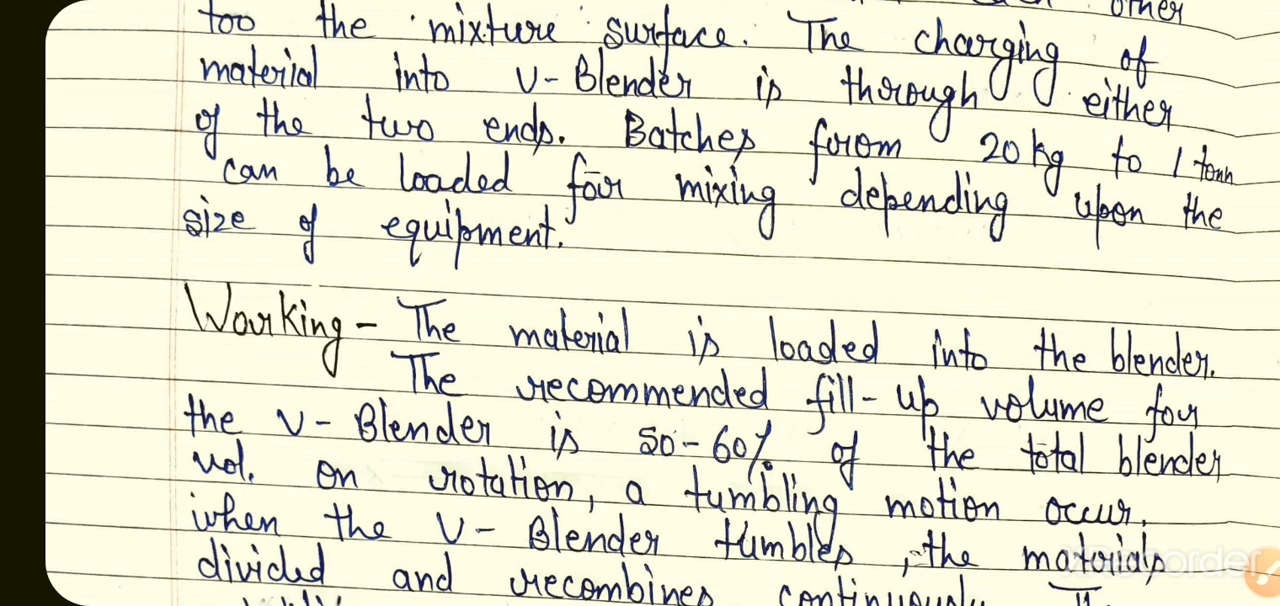 other
too the mixture surface. The charging of
material into V-Blender is thorough either
of the two ends. Batches from 20 kg to 1 tonn
can be loaded for mixing depending upon the
size of equipment.
Working - The material is loaded into the blender.
The recommended fill-up volume for
the V-Blender is 50-60% of the total blender
vol. on rotation, a tumbling motion occur.
when the V-Blender tumbles, the materials
divided and recombines continuously